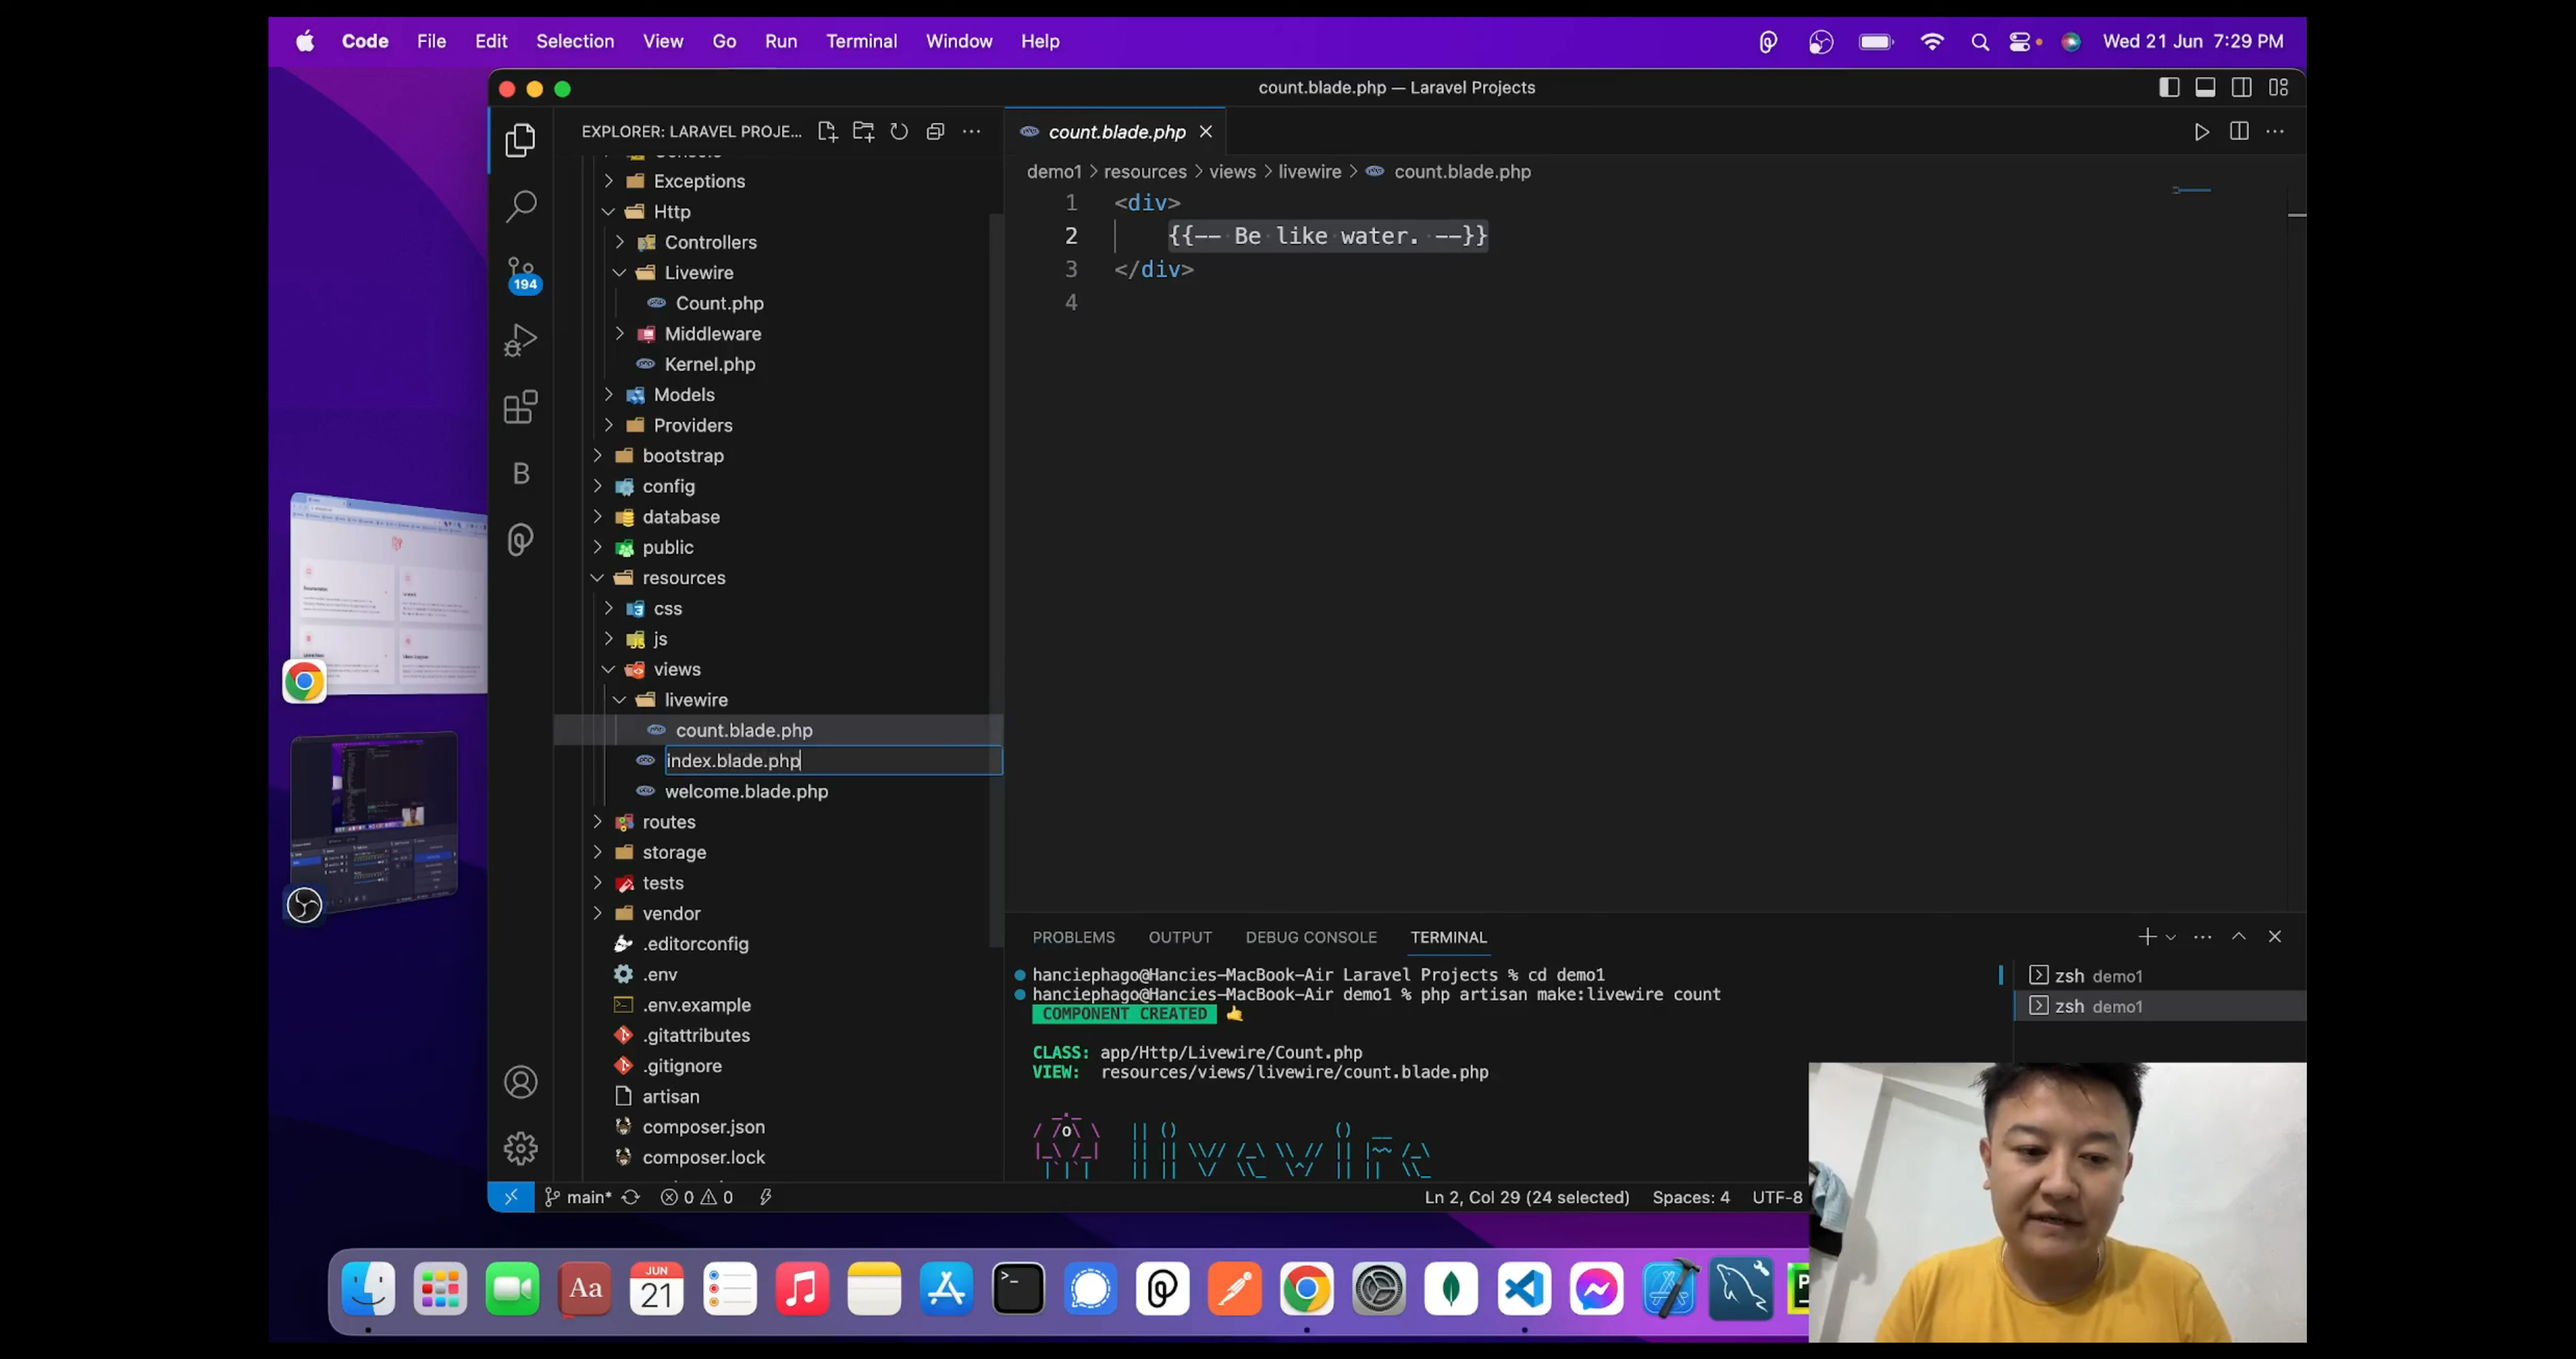 Code File Edit Selection View Go Run Terminal Window Help
Wed 21 Jun 7:29 PM
count.blade.php — Laravel Projects
EXPLORER: LARAVEL PROJE...
Exceptions
Http
Controllers
Livewire
Count.php
Middleware
Kernel.php
Models
Providers
bootstrap
config
database
public
resources
css
js
views
livewire
count.blade.php
index.blade.php
welcome.blade.php
routes
storage
tests
vendor
.editorconfig
.env
.env.example
.gitattributes
.gitignore
artisan
composer.json
composer.lock
194
B
count.blade.php
demo1 > resources > views > livewire > count.blade.php
1 <div>
2 {{-- Be like water. --}}
3 </div>
4
PROBLEMS OUTPUT DEBUG CONSOLE TERMINAL
hanciephago@Hancies-MacBook-Air Laravel Projects % cd demo1
hanciephago@Hancies-MacBook-Air demo1 % php artisan make:livewire count
COMPONENT CREATED 🤙
CLASS: app/Http/Livewire/Count.php
VIEW: resources/views/livewire/count.blade.php
zsh demo1
zsh demo1
main* 0 0
Ln 2, Col 29 (24 selected) Spaces: 4 UTF-8
Aa
JUN
21